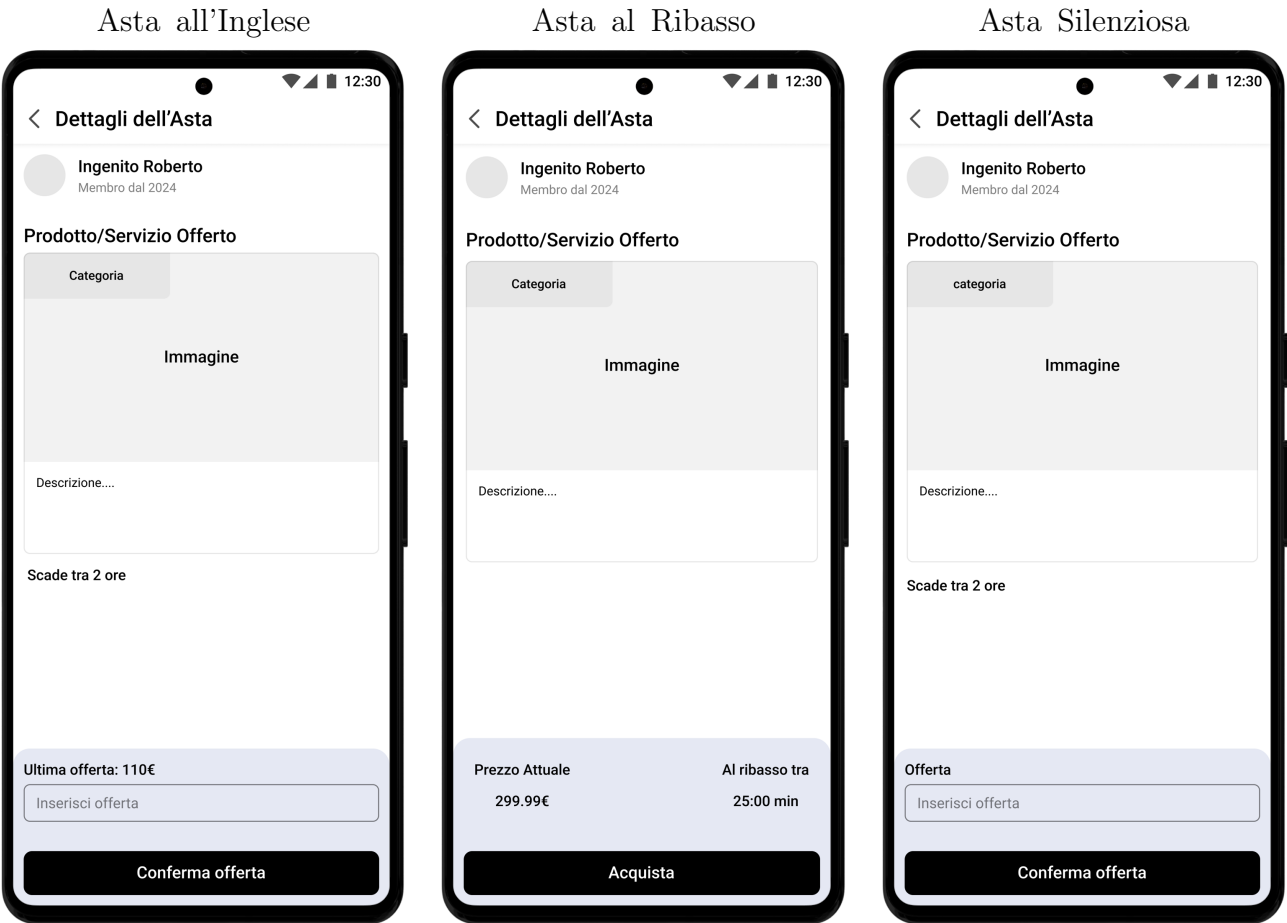 Asta all'Inglese
12:30
Dettagli dell'Asta
Ingenito Roberto
Membro dal 2024
Prodotto/Servizio Offerto
Categoria
Immagine
Descrizione....
Scade tra 2 ore
Ultima offerta: 110€
Inserisci offerta
Conferma offerta
Asta al Ribasso
12:30
Dettagli dell'Asta
Ingenito Roberto
Membro dal 2024
Prodotto/Servizio Offerto
Categoria
Immagine
Descrizione....
Prezzo Attuale
299.99€
Al ribasso tra
25:00 min
Acquista
Asta Silenziosa
12:30
Dettagli dell'Asta
Ingenito Roberto
Membro dal 2024
Prodotto/Servizio Offerto
categoria
Immagine
Descrizione....
Scade tra 2 ore
Offerta
Inserisci offerta
Conferma offerta